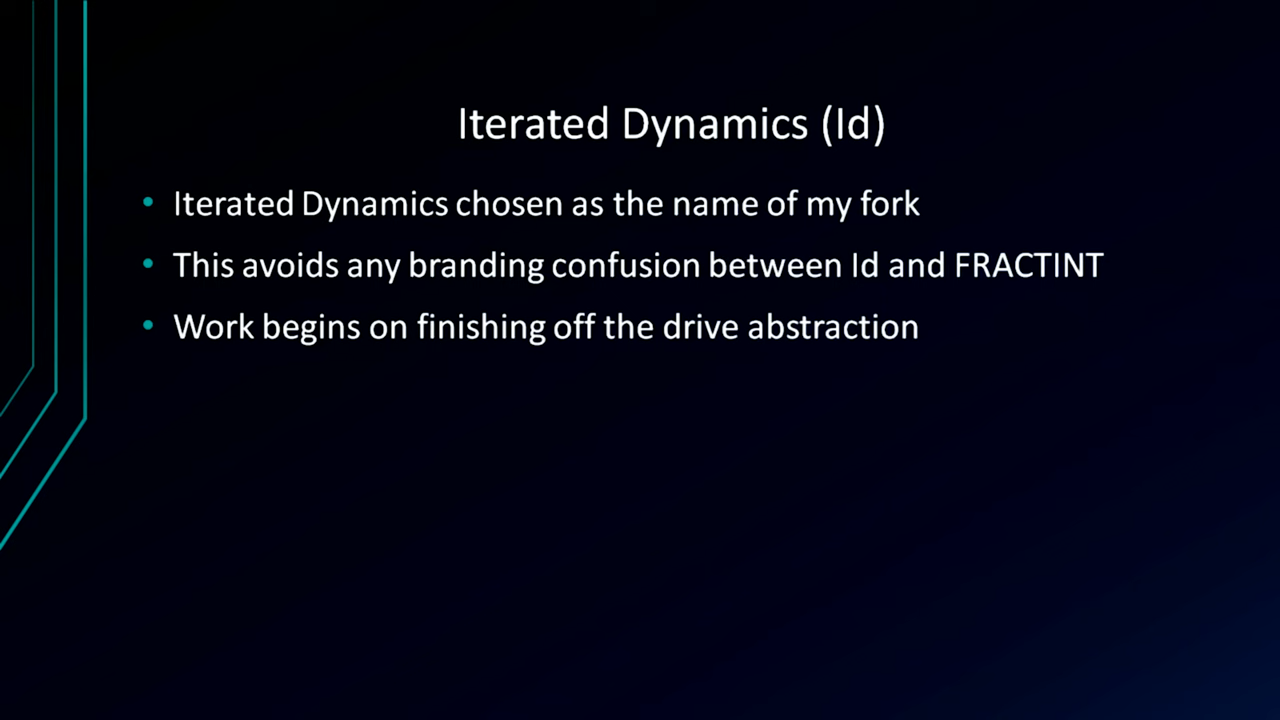 Iterated Dynamics (Id)
• Iterated Dynamics chosen as the name of my fork
• This avoids any branding confusion between Id and FRACTINT
• Work begins on finishing off the drive abstraction